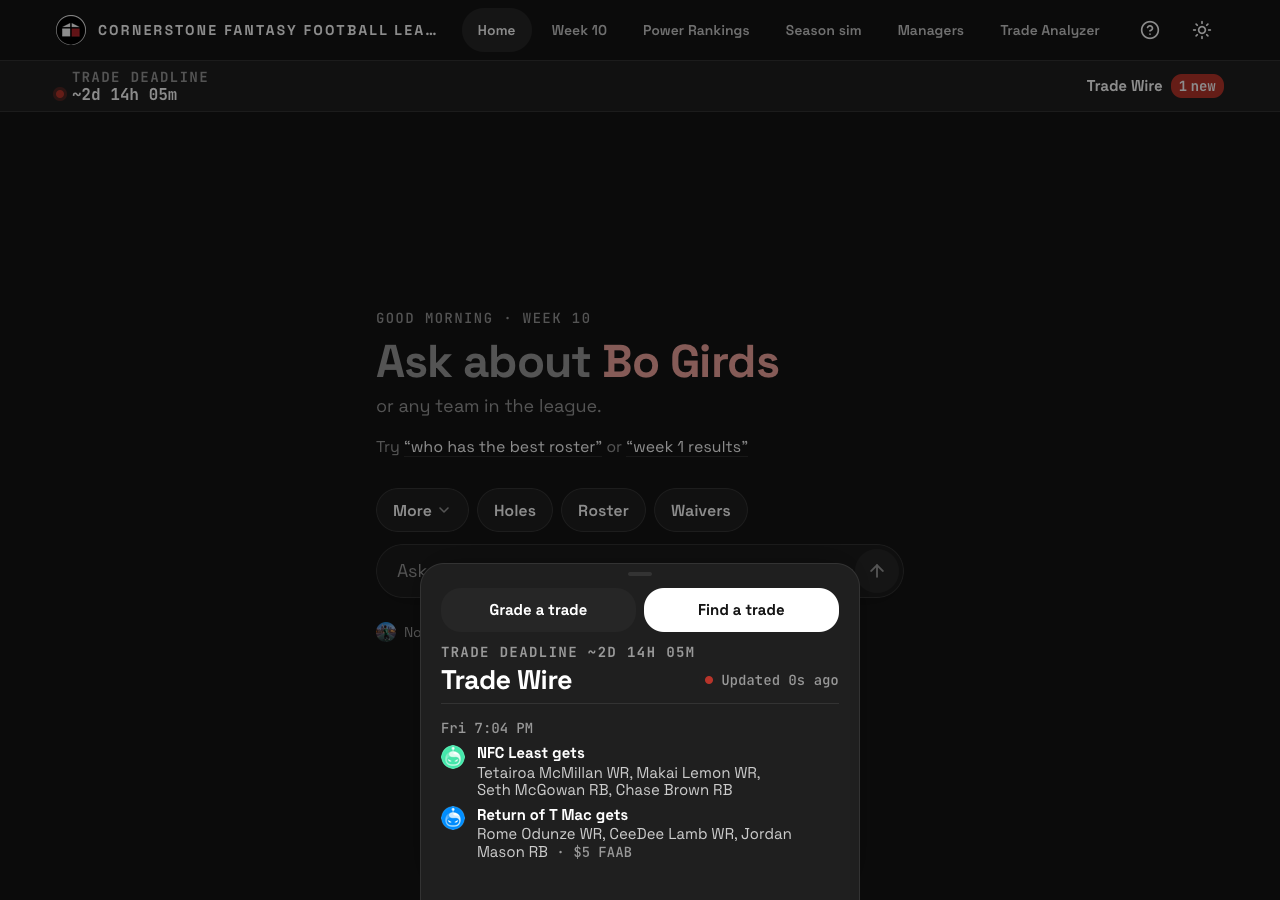 CORNERSTONE FANTASY FOOTBALL LEA...
Home
Week 10
Power Rankings
Season sim
Managers
Trade Analyzer
TRADE DEADLINE
~2d 14h 05m
Trade Wire 1 new
GOOD MORNING · WEEK 10
Ask about Bo Girds
or any team in the league.
Try “who has the best roster” or “week 1 results”
More
Holes
Roster
Waivers
Ask
No
Grade a trade
Find a trade
TRADE DEADLINE ~2D 14H 05M
Trade Wire
Updated 0s ago
Fri 7:04 PM
NFC Least gets
Tetairoa McMillan WR, Makai Lemon WR,
Seth McGowan RB, Chase Brown RB
Return of T Mac gets
Rome Odunze WR, CeeDee Lamb WR, Jordan
Mason RB · $5 FAAB